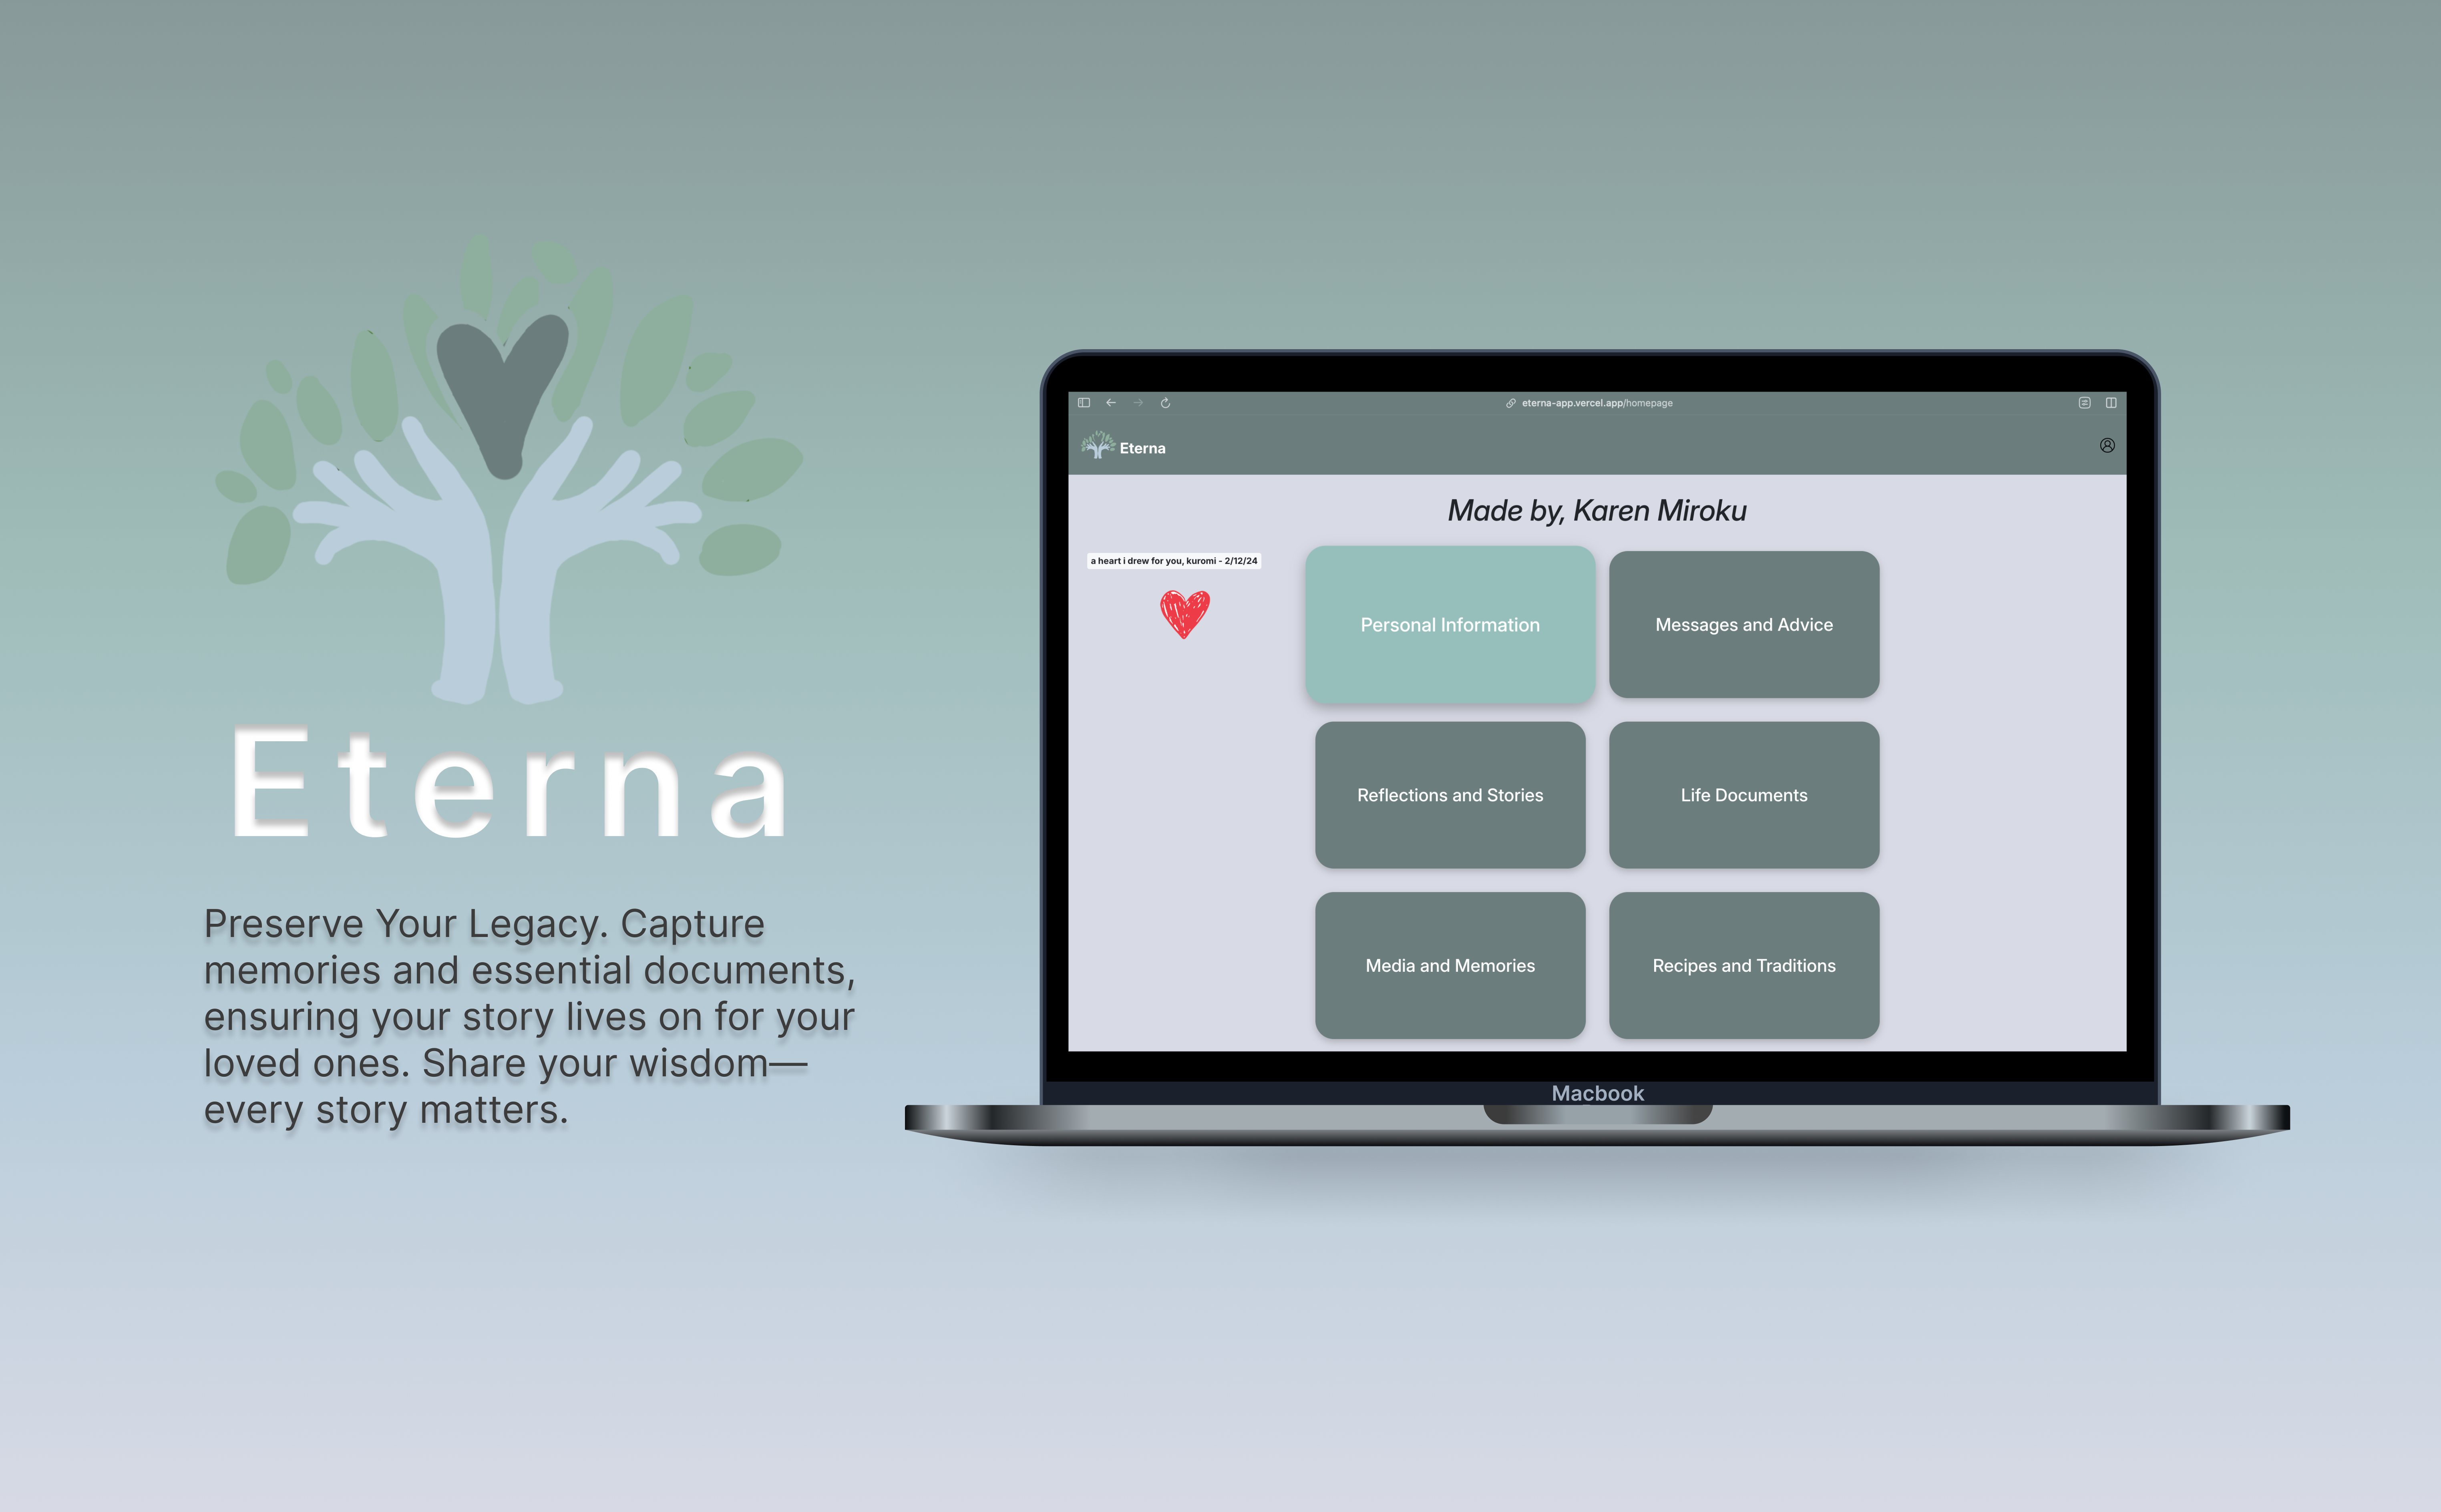 Eterna
Preserve Your Legacy. Capture
memories and essential documents,
ensuring your story lives on for your
loved ones. Share your wisdom—
every story matters.
eterna-app.vercel.app/homepage
Eterna
Made by, Karen Miroku
a heart i drew for you, kuromi - 2/12/24
Personal Information
Messages and Advice
Reflections and Stories
Life Documents
Media and Memories
Recipes and Traditions
Macbook